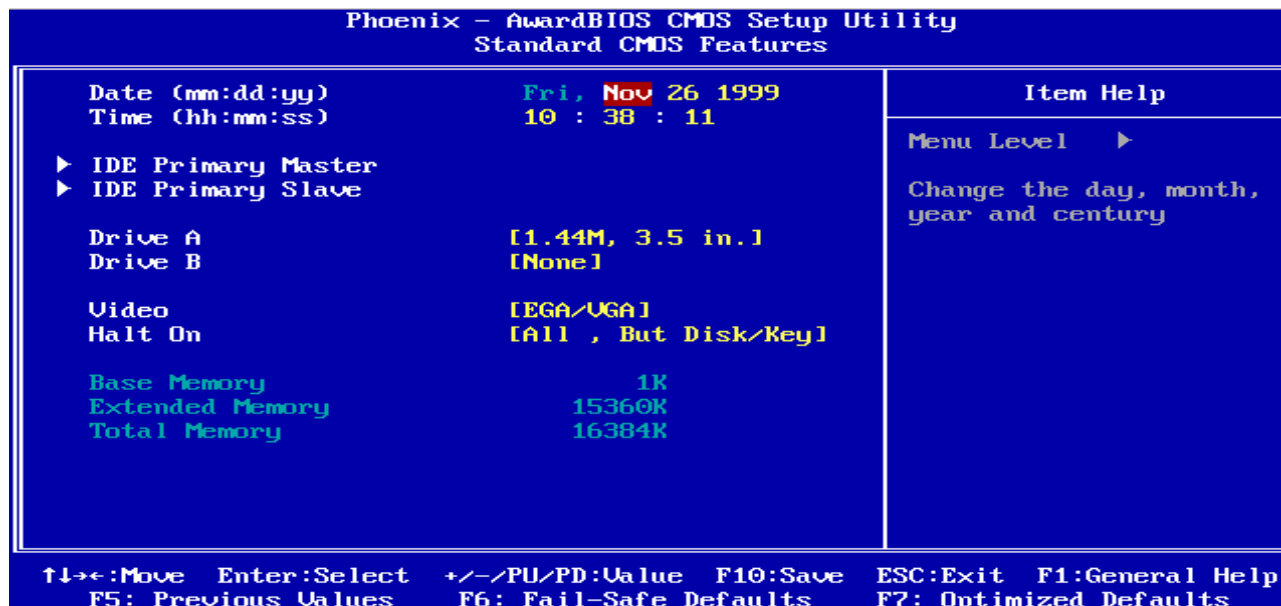 Phoenix - AwardBIOS CMOS Setup Utility
Standard CMOS Features
Date (mm:dd:yy) Fri, Nov 26 1999
Time (hh:mm:ss) 10 : 38 : 11
► IDE Primary Master
► IDE Primary Slave
Drive A [1.44M, 3.5 in.]
Drive B [None]
Video [EGA/VGA]
Halt On [All , But Disk/Key]
Base Memory 1K
Extended Memory 15360K
Total Memory 16384K
Item Help
Menu Level ►
Change the day, month,
year and century
↑↓→←:Move Enter:Select +/-/PU/PD:Value F10:Save ESC:Exit F1:General Help
F5: Previous Values F6: Fail-Safe Defaults F7: Optimized Defaults